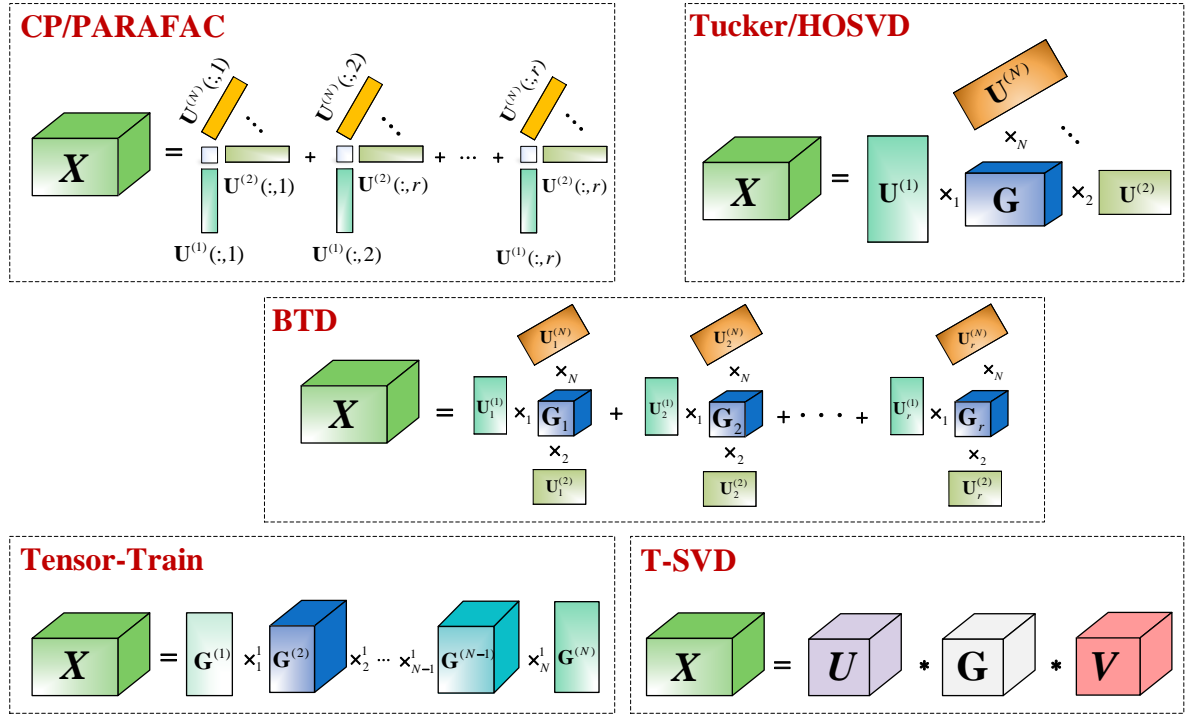 CP/PARAFAC
U^(N)(:,1) U^(N)(:,2) U^(N)(:,r)
X = ⋱ + ⋱ + ··· + ⋱
U^(2)(:,1) U^(2)(:,r) U^(2)(:,r)
U^(1)(:,1) U^(1)(:,2) U^(1)(:,r)
Tucker/HOSVD
U^(N)
×_N ⋱
X = U^(1) ×_1 G ×_2 U^(2)
BTD
U_1^(N) U_2^(N) U_r^(N)
×_N ×_N ×_N
X = U_1^(1) ×_1 G_1 + U_2^(1) ×_1 G_2 + · · · + U_r^(1) ×_1 G_r
×_2 ×_2 ×_2
U_1^(2) U_2^(2) U_r^(2)
Tensor-Train
X = G^(1) ×_1^1 G^(2) ×_2^1 ··· ×_{N-1}^1 G^(N-1) ×_N^1 G^(N)
T-SVD
X = U * G * V